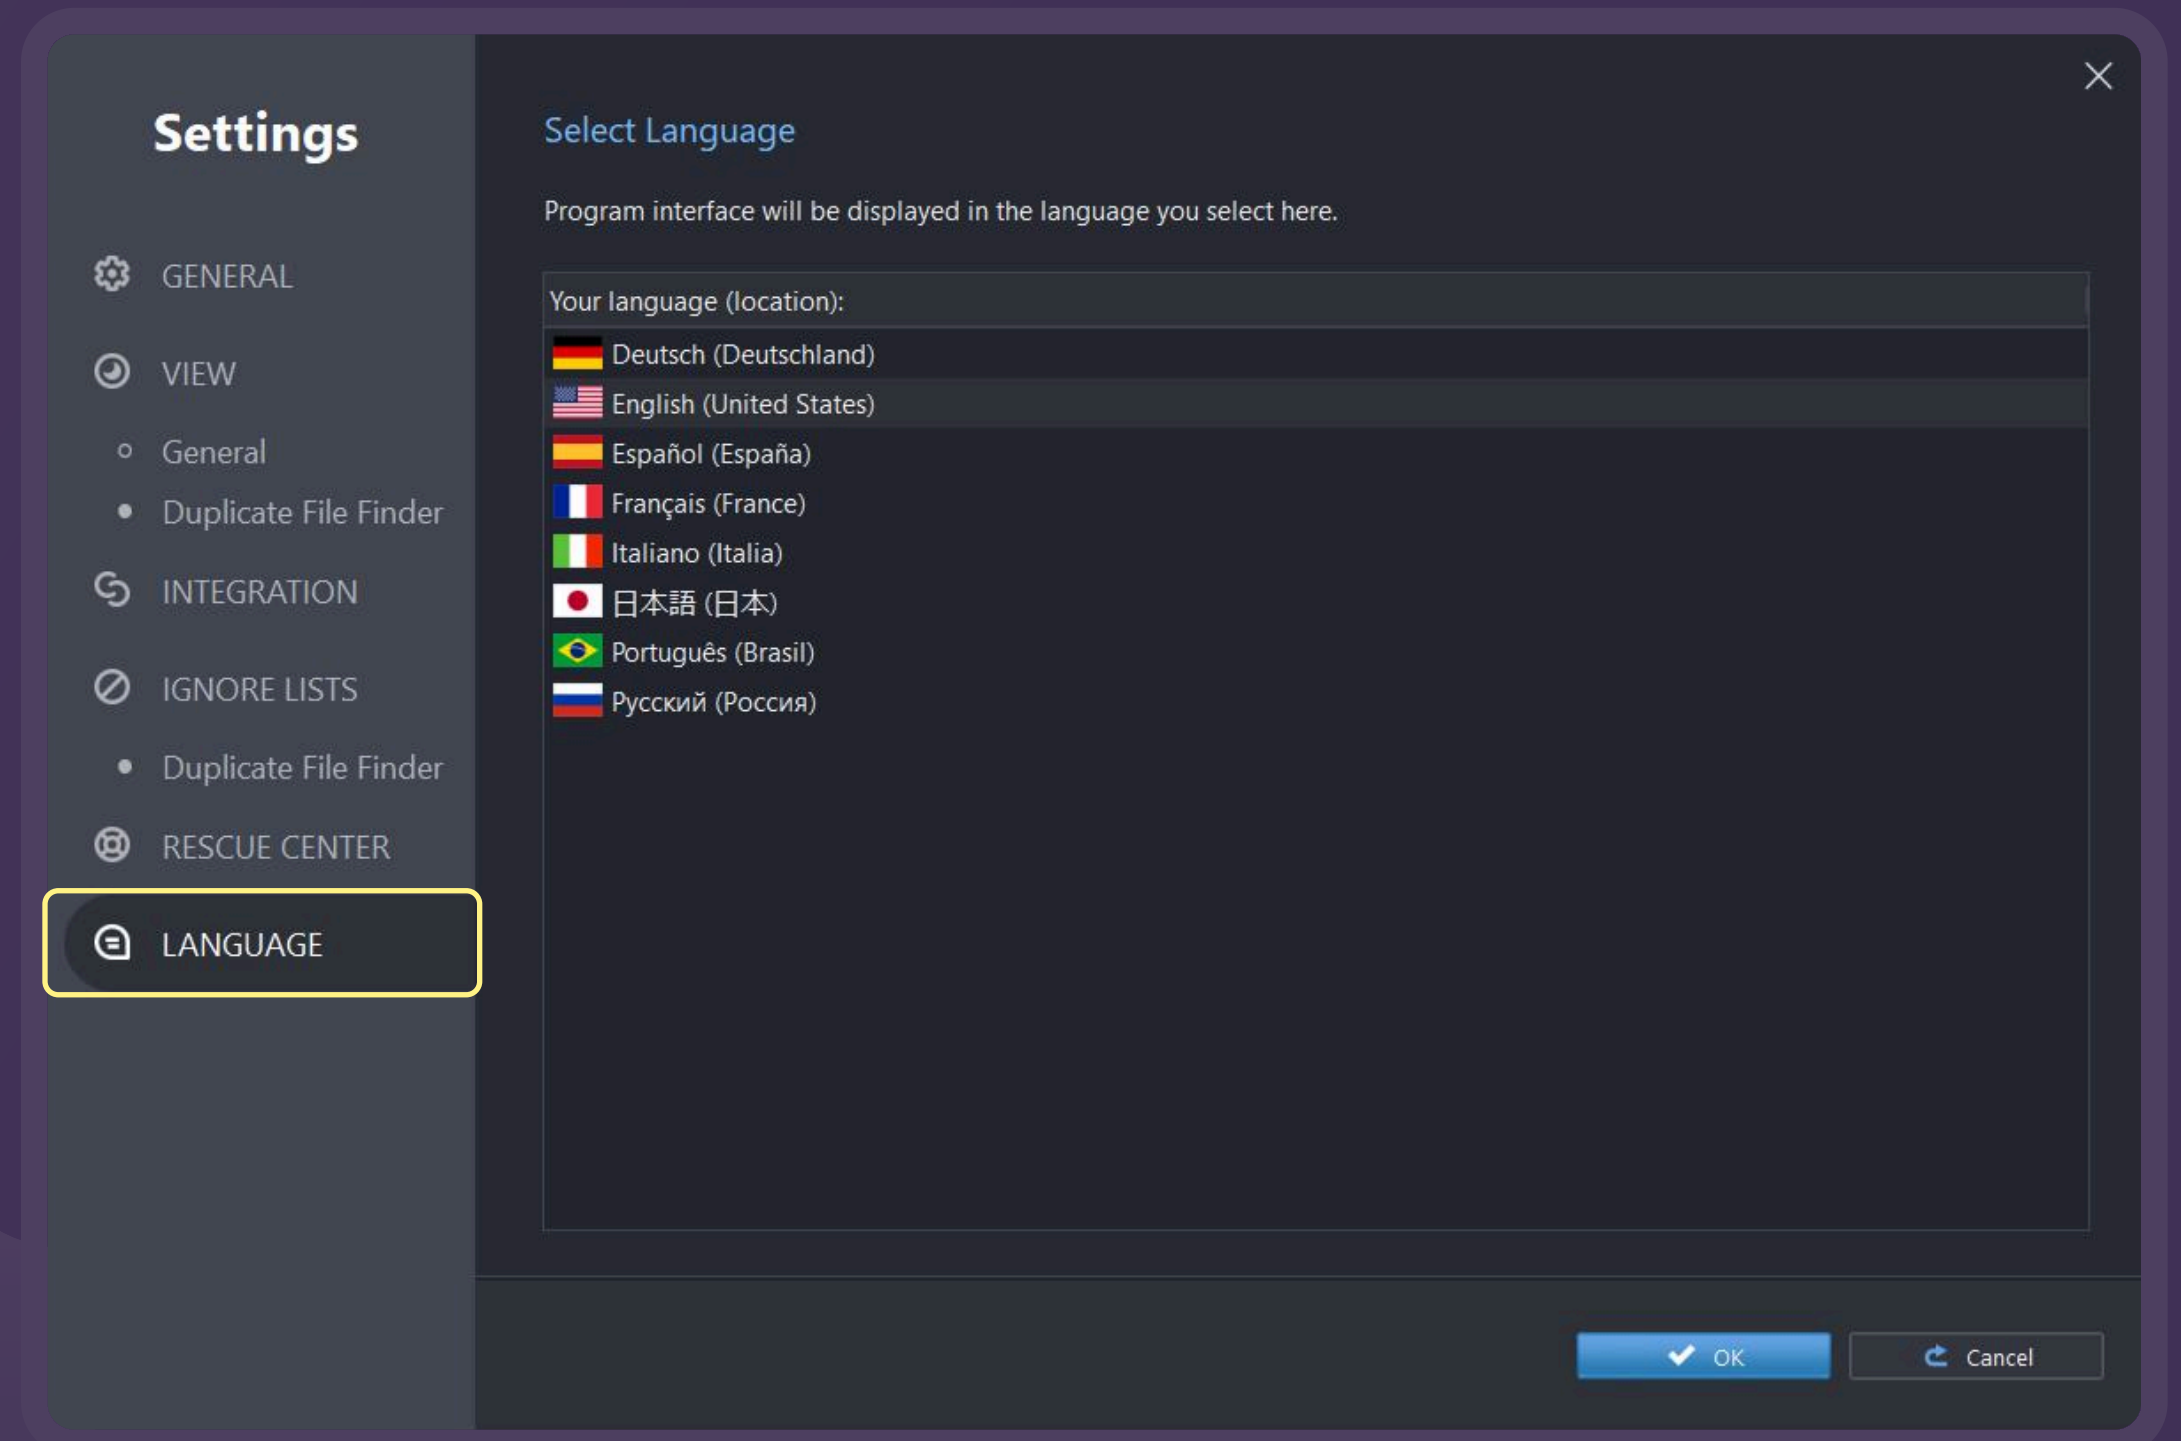 Settings
GENERAL
VIEW
General
Duplicate File Finder
INTEGRATION
IGNORE LISTS
Duplicate File Finder
RESCUE CENTER
LANGUAGE
Select Language
Program interface will be displayed in the language you select here.
Your language (location):
Deutsch (Deutschland)
English (United States)
Español (España)
Français (France)
Italiano (Italia)
日本語 (日本)
Português (Brasil)
Русский (Россия)
OK
Cancel